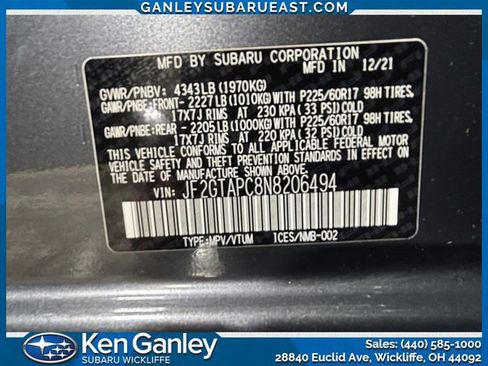 GANLEYSUBARUEAST.COM
MFD BY SUBARU CORPORATION 12/21
GVWR/PNBV: 4343LB (1970KG)
GAWR/PNBE:FRONT- 2227LB (1010KG)WITH P225/60R17 98H TIRES,
17X7J RIMS AT 230 KPA (33 PSI)COLD
GAWR/PNBE:REAR - 2205LB (1000KG)WITH P225/60R17 98H TIRES,
17X7J RIMS AT 220 KPA (32 PSI)COLD
THIS VEHICLE CONFORMS TO ALL APPLICABLE FEDERAL
MOTOR VEHICLE SAFETY, BUMPER, AND THEFT PREVENTION
STANDARDS IN EFFECT ON THE DATE OF MANUFACTURE SHOWN ABOVE.
VIN: JF2GTAPC8N8206494
TYPE:MPV/VTUM ICES/NMB-002
SUBARU
Ken Ganley
SUBARU WICKLIFFE
Sales: (440) 585-1000
28840 Euclid Ave, Wickliffe, OH 44092